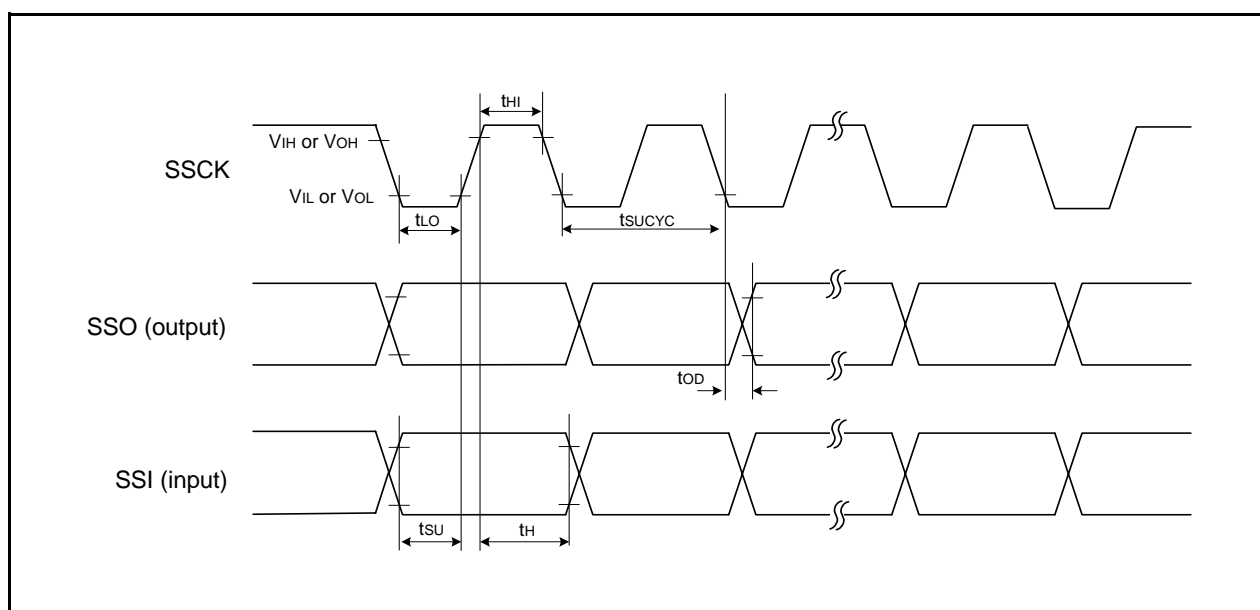 tHI
VIH or VOH
SSCK
VIL or VOL
tLO
tSUCYC
SSO (output)
tOD
SSI (input)
tSU
tH